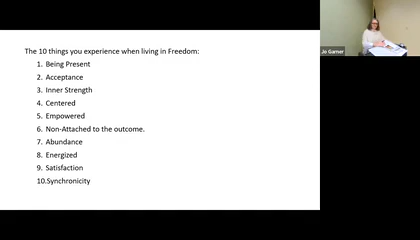 The 10 things you experience when living in Freedom:
1. Being Present
2. Acceptance
3. Inner Strength
4. Centered
5. Empowered
6. Non-Attached to the outcome.
7. Abundance
8. Energized
9. Satisfaction
10.Synchronicity
Jo Garner